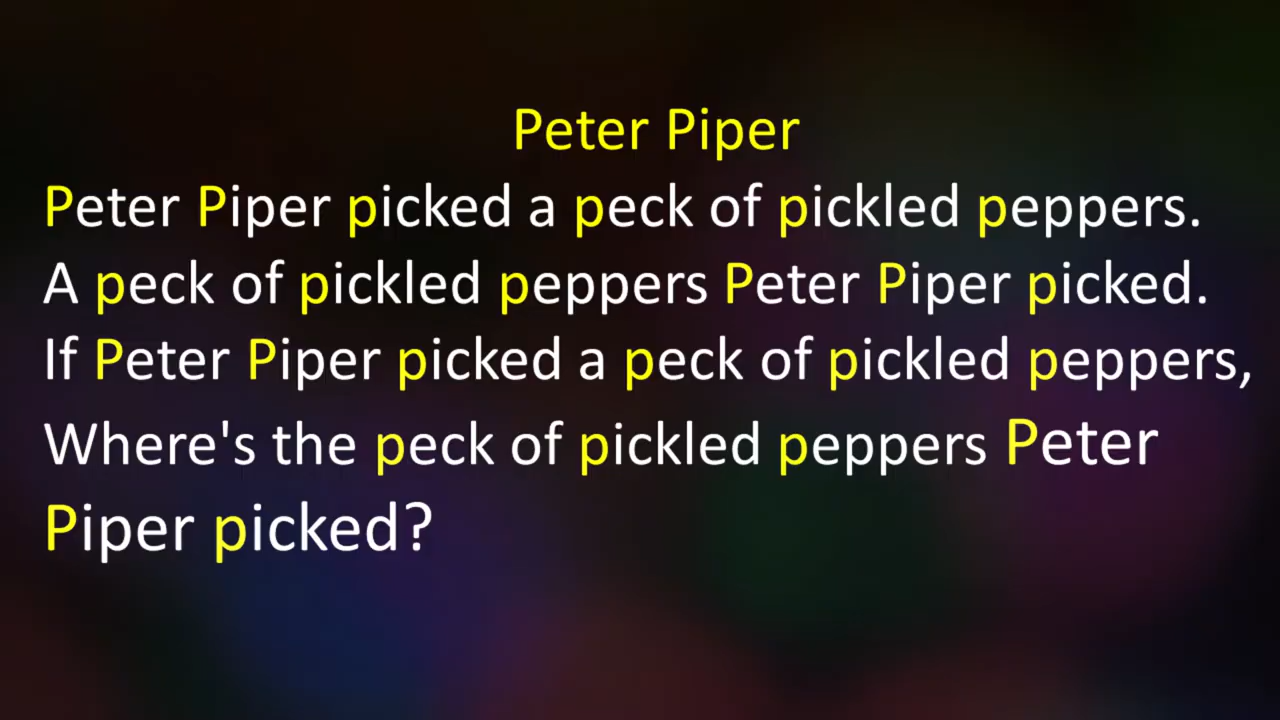 Peter Piper
Peter Piper picked a peck of pickled peppers.
A peck of pickled peppers Peter Piper picked.
If Peter Piper picked a peck of pickled peppers,
Where's the peck of pickled peppers Peter
Piper picked?